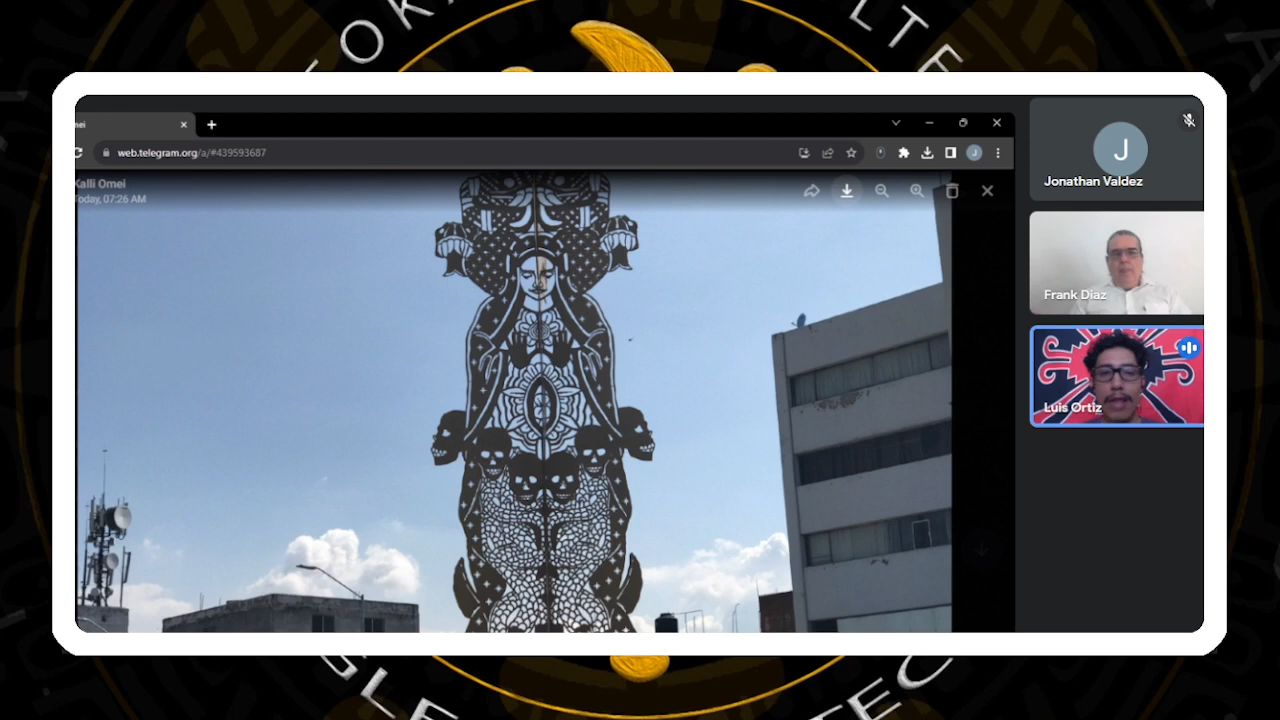 web.telegram.org/a/#439593687
Kalli Omei
Today, 07:26 AM
J
J
Jonathan Valdez
Frank Diaz
Luis Ortiz